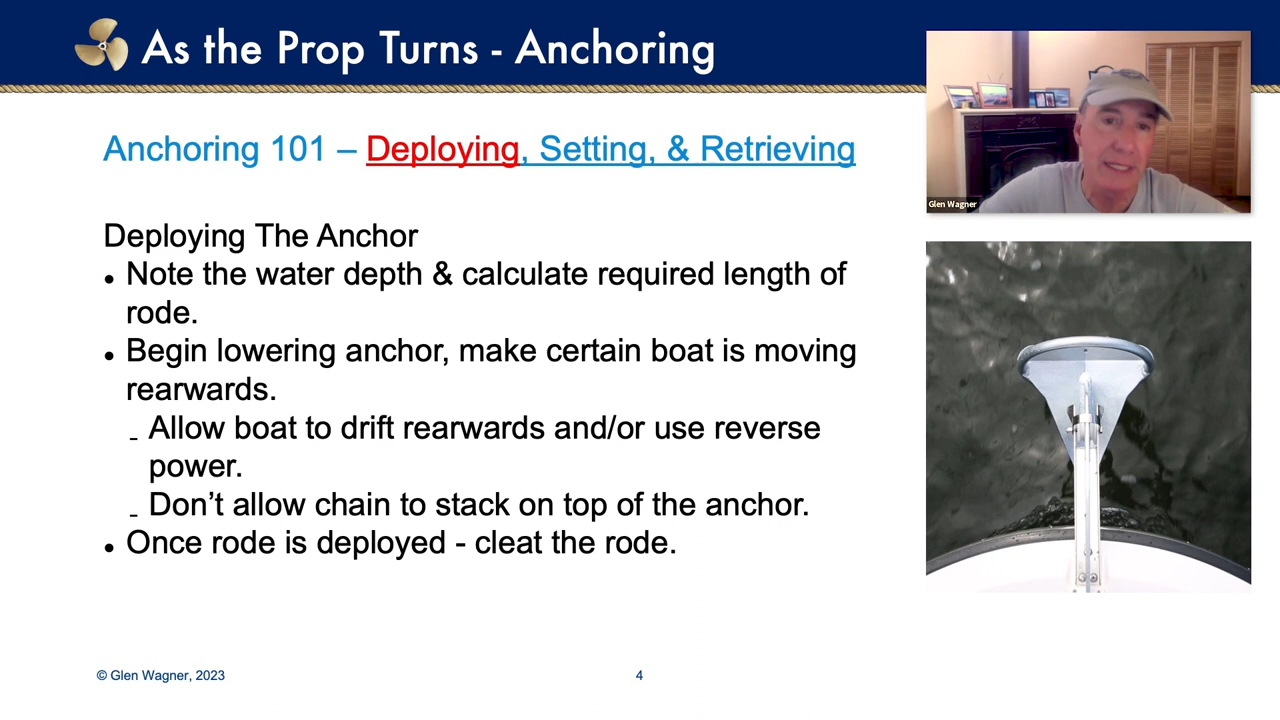 As the Prop Turns - Anchoring
Glen Wagner
Anchoring 101 – Deploying, Setting, & Retrieving
Deploying The Anchor
• Note the water depth & calculate required length of
rode.
• Begin lowering anchor, make certain boat is moving
rearwards.
- Allow boat to drift rearwards and/or use reverse
power.
- Don’t allow chain to stack on top of the anchor.
• Once rode is deployed - cleat the rode.
© Glen Wagner, 2023
4